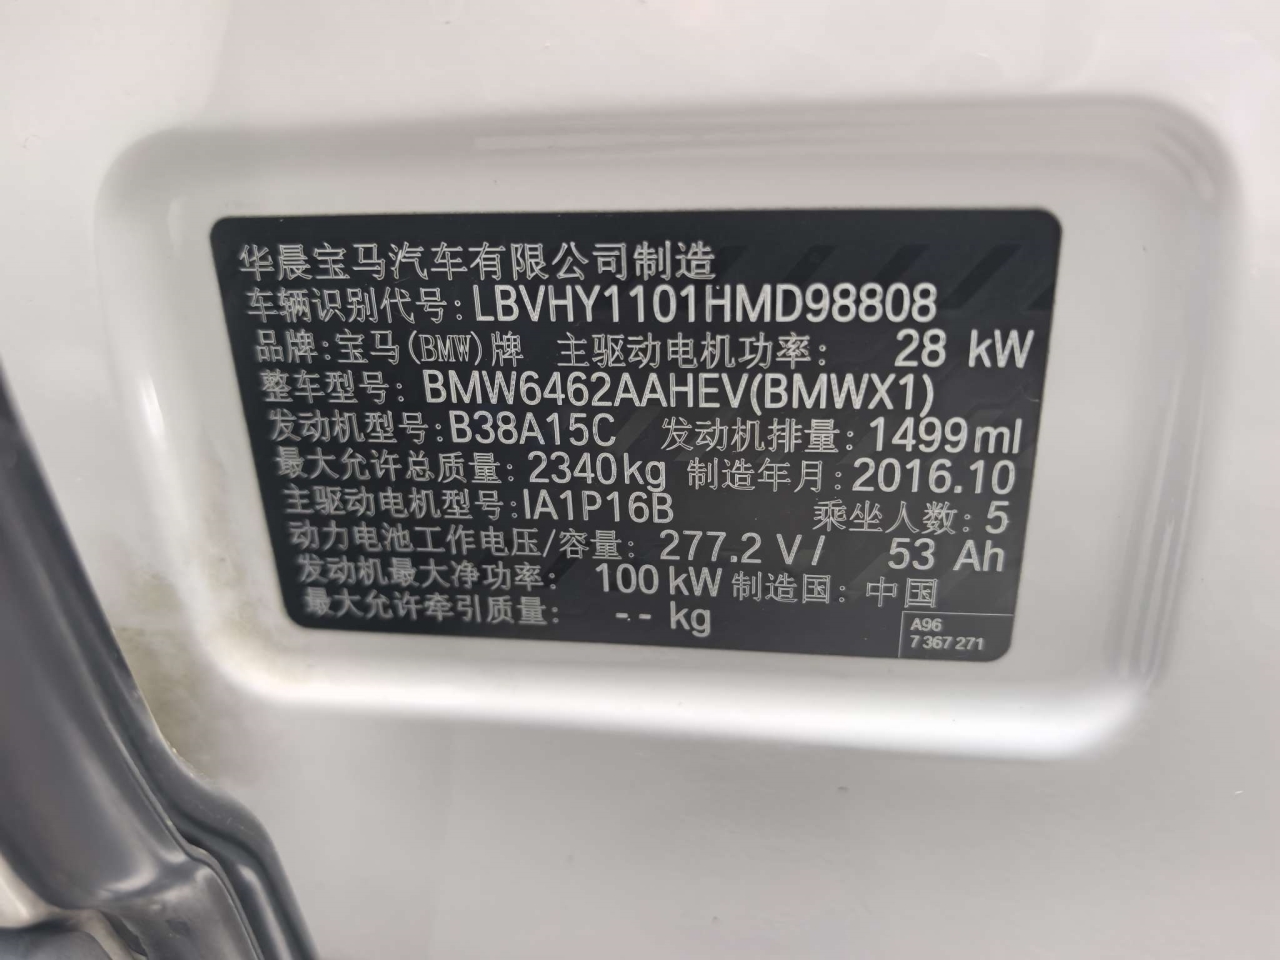 华晨宝马汽车有限公司制造
车辆识别代号: LBVHY1101HMD98808
品牌:宝马(BMW)牌 主驱动电机功率: 28 kW
整车型号: BMW6462AAHEV(BMWX1)
发动机型号:B38A15C 发动机排量:1499ml
最大允许总质量: 2340kg 制造年月:2016.10
主驱动电机型号:IA1P16B 乘坐人数: 5
动力电池工作电压/容量: 277.2 V/ 53 Ah
发动机最大净功率: 100 kW 制造国: 中国
最大允许牵引质量: -- kg
A96
7 367 271